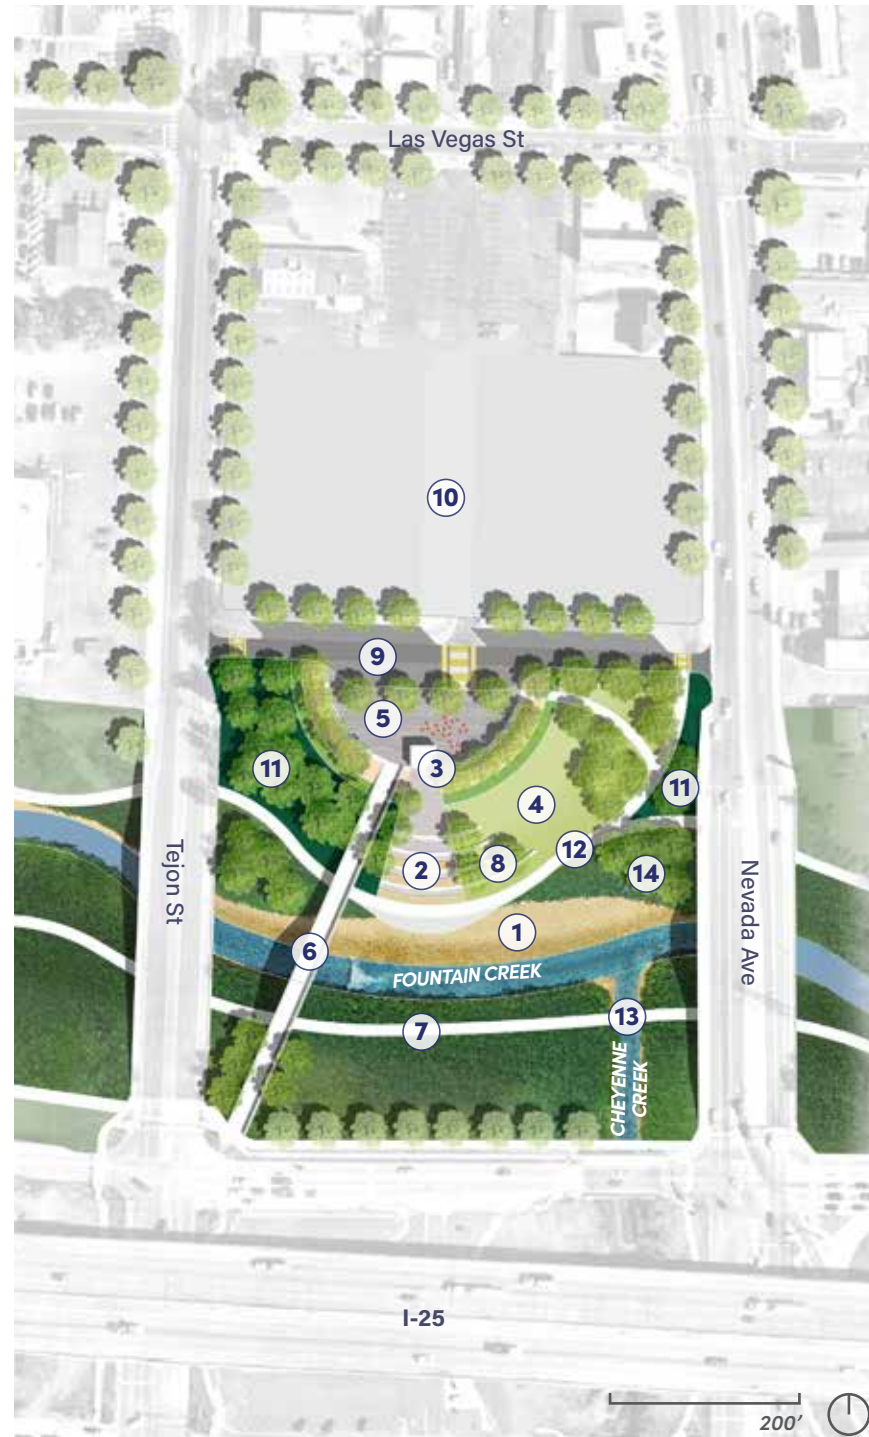 Las Vegas St
10
9
5
3
11
11
4
12
8
2
14
Tejon St
Nevada Ave
1
6
FOUNTAIN CREEK
13
7
CHEYENNE
CREEK
I-25
200'